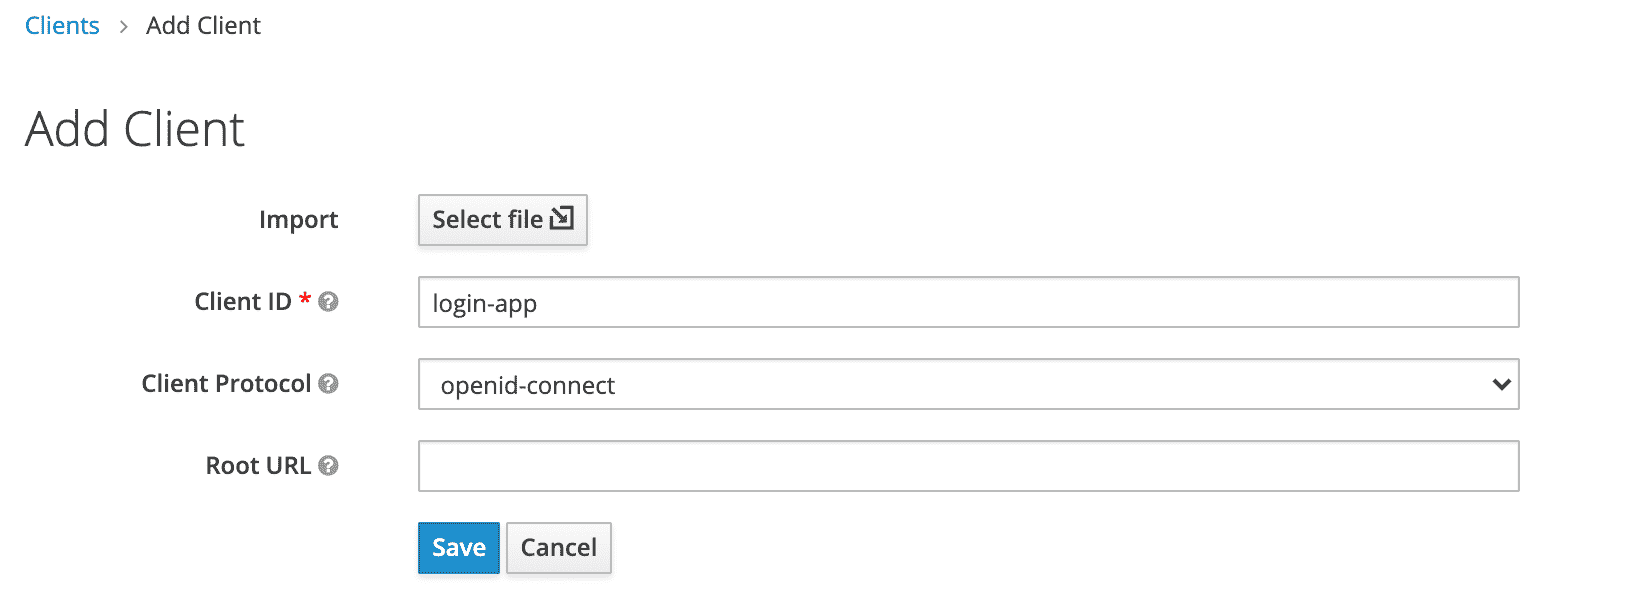 Clients > Add Client
Add Client
Import Select file
Client ID * ?
login-app
Client Protocol ?
openid-connect
Root URL ?
Save Cancel